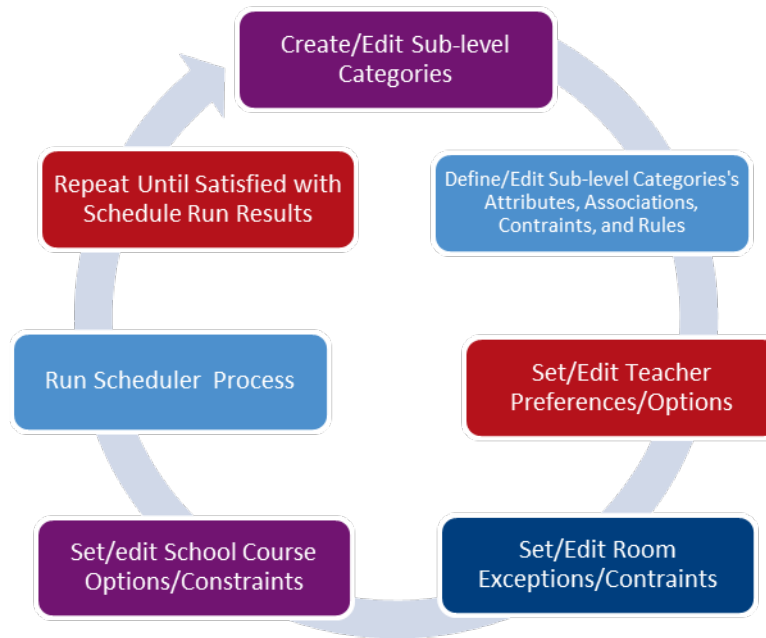 Create/Edit Sub-level
Categories
Define/Edit Sub-level Categories's
Attributes, Associations,
Contraints, and Rules
Set/Edit Teacher
Preferences/Options
Set/Edit Room
Exceptions/Contraints
Set/edit School Course
Options/Constraints
Run Scheduler Process
Repeat Until Satisfied with
Schedule Run Results